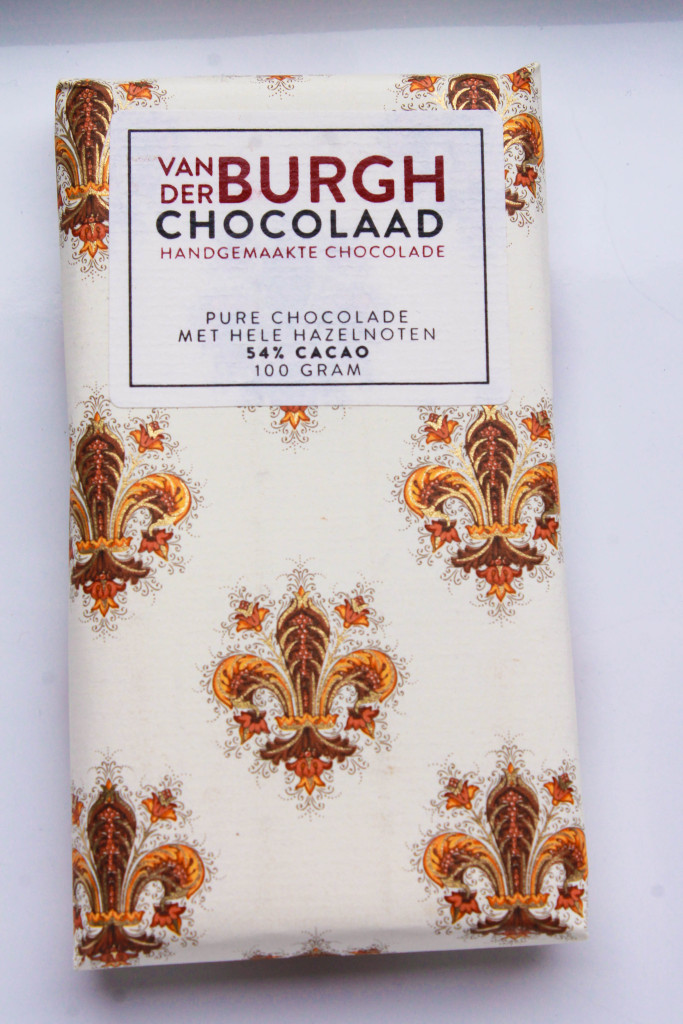 VAN DER BURGH
CHOCOLAAD
HANDGEMAAKTE CHOCOLADE
PURE CHOCOLADE
MET HELE HAZELNOTEN
54% CACAO
100 GRAM